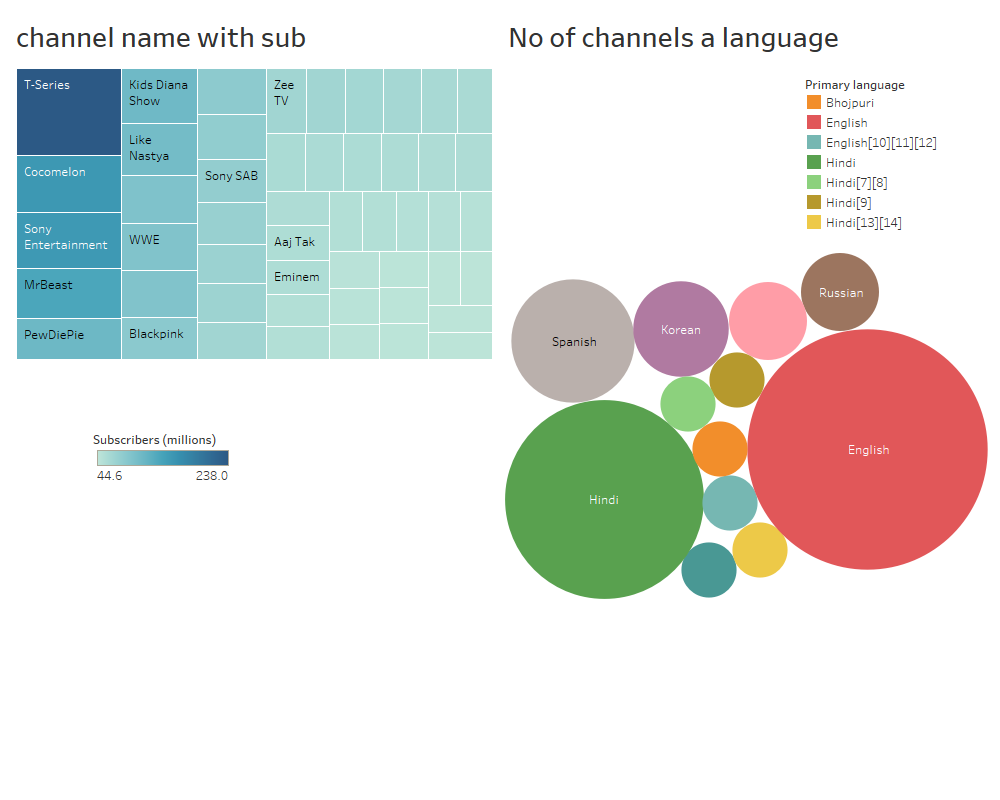 channel name with sub
T-Series
Cocomelon
Sony
Entertainment
MrBeast
PewDiePie
Kids Diana
Show
Like
Nastya
WWE
Blackpink
Sony SAB
Zee
TV
Aaj Tak
Eminem
Subscribers (millions)
44.6 238.0
No of channels a language
Primary language
Bhojpuri
English
English[10][11][12]
Hindi
Hindi[7][8]
Hindi[9]
Hindi[13][14]
Russian
Korean
Spanish
English
Hindi